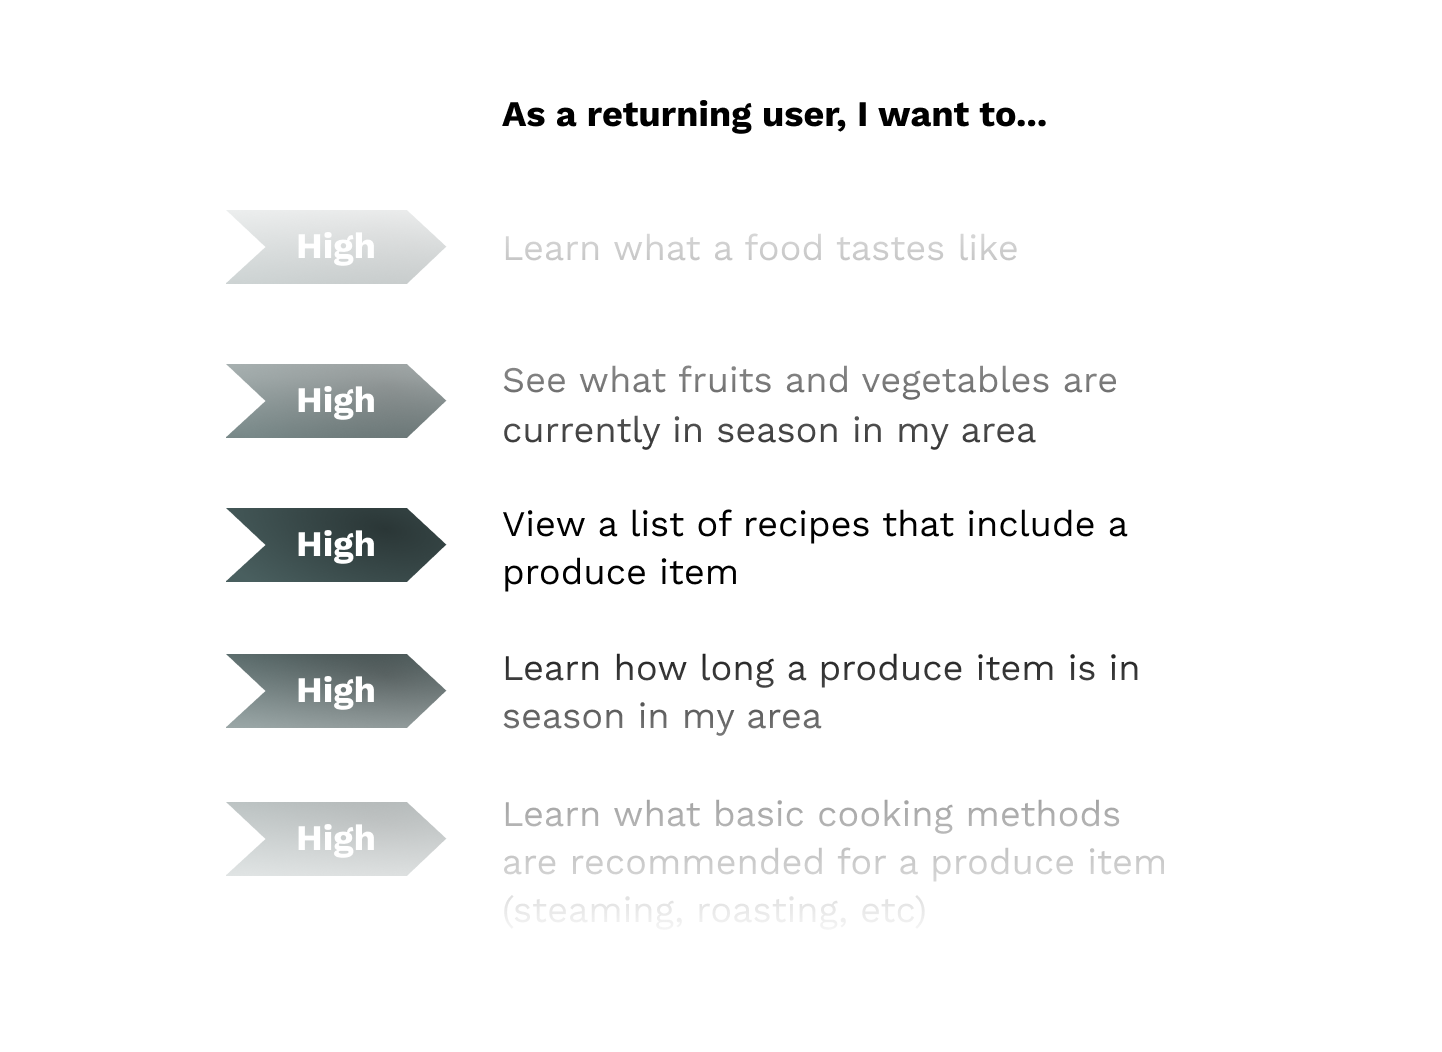 As a returning user, I want to...
High
Learn what a food tastes like
High
See what fruits and vegetables are
currently in season in my area
High
View a list of recipes that include a
produce item
High
Learn how long a produce item is in
season in my area
High
Learn what basic cooking methods
are recommended for a produce item
(steaming, roasting, etc)